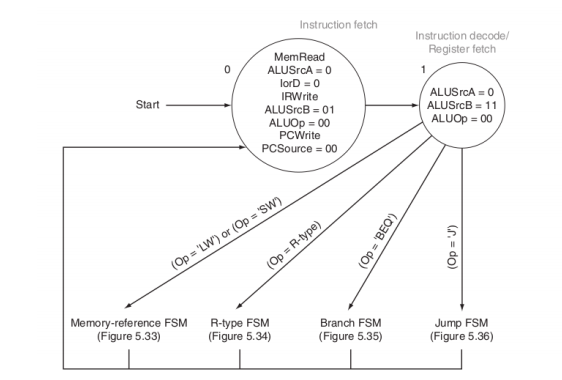 Instruction fetch
Instruction decode/
Register fetch
0
MemRead
ALUSrcA = 0
IorD = 0
IRWrite
ALUSrcB = 01
ALUOp = 00
PCWrite
PCSource = 00
Start
1
ALUSrcA = 0
ALUSrcB = 11
ALUOp = 00
(Op = 'LW') or (Op = 'SW')
(Op = R-type)
(Op = 'BEQ')
(Op = 'J')
Memory-reference FSM
(Figure 5.33)
R-type FSM
(Figure 5.34)
Branch FSM
(Figure 5.35)
Jump FSM
(Figure 5.36)